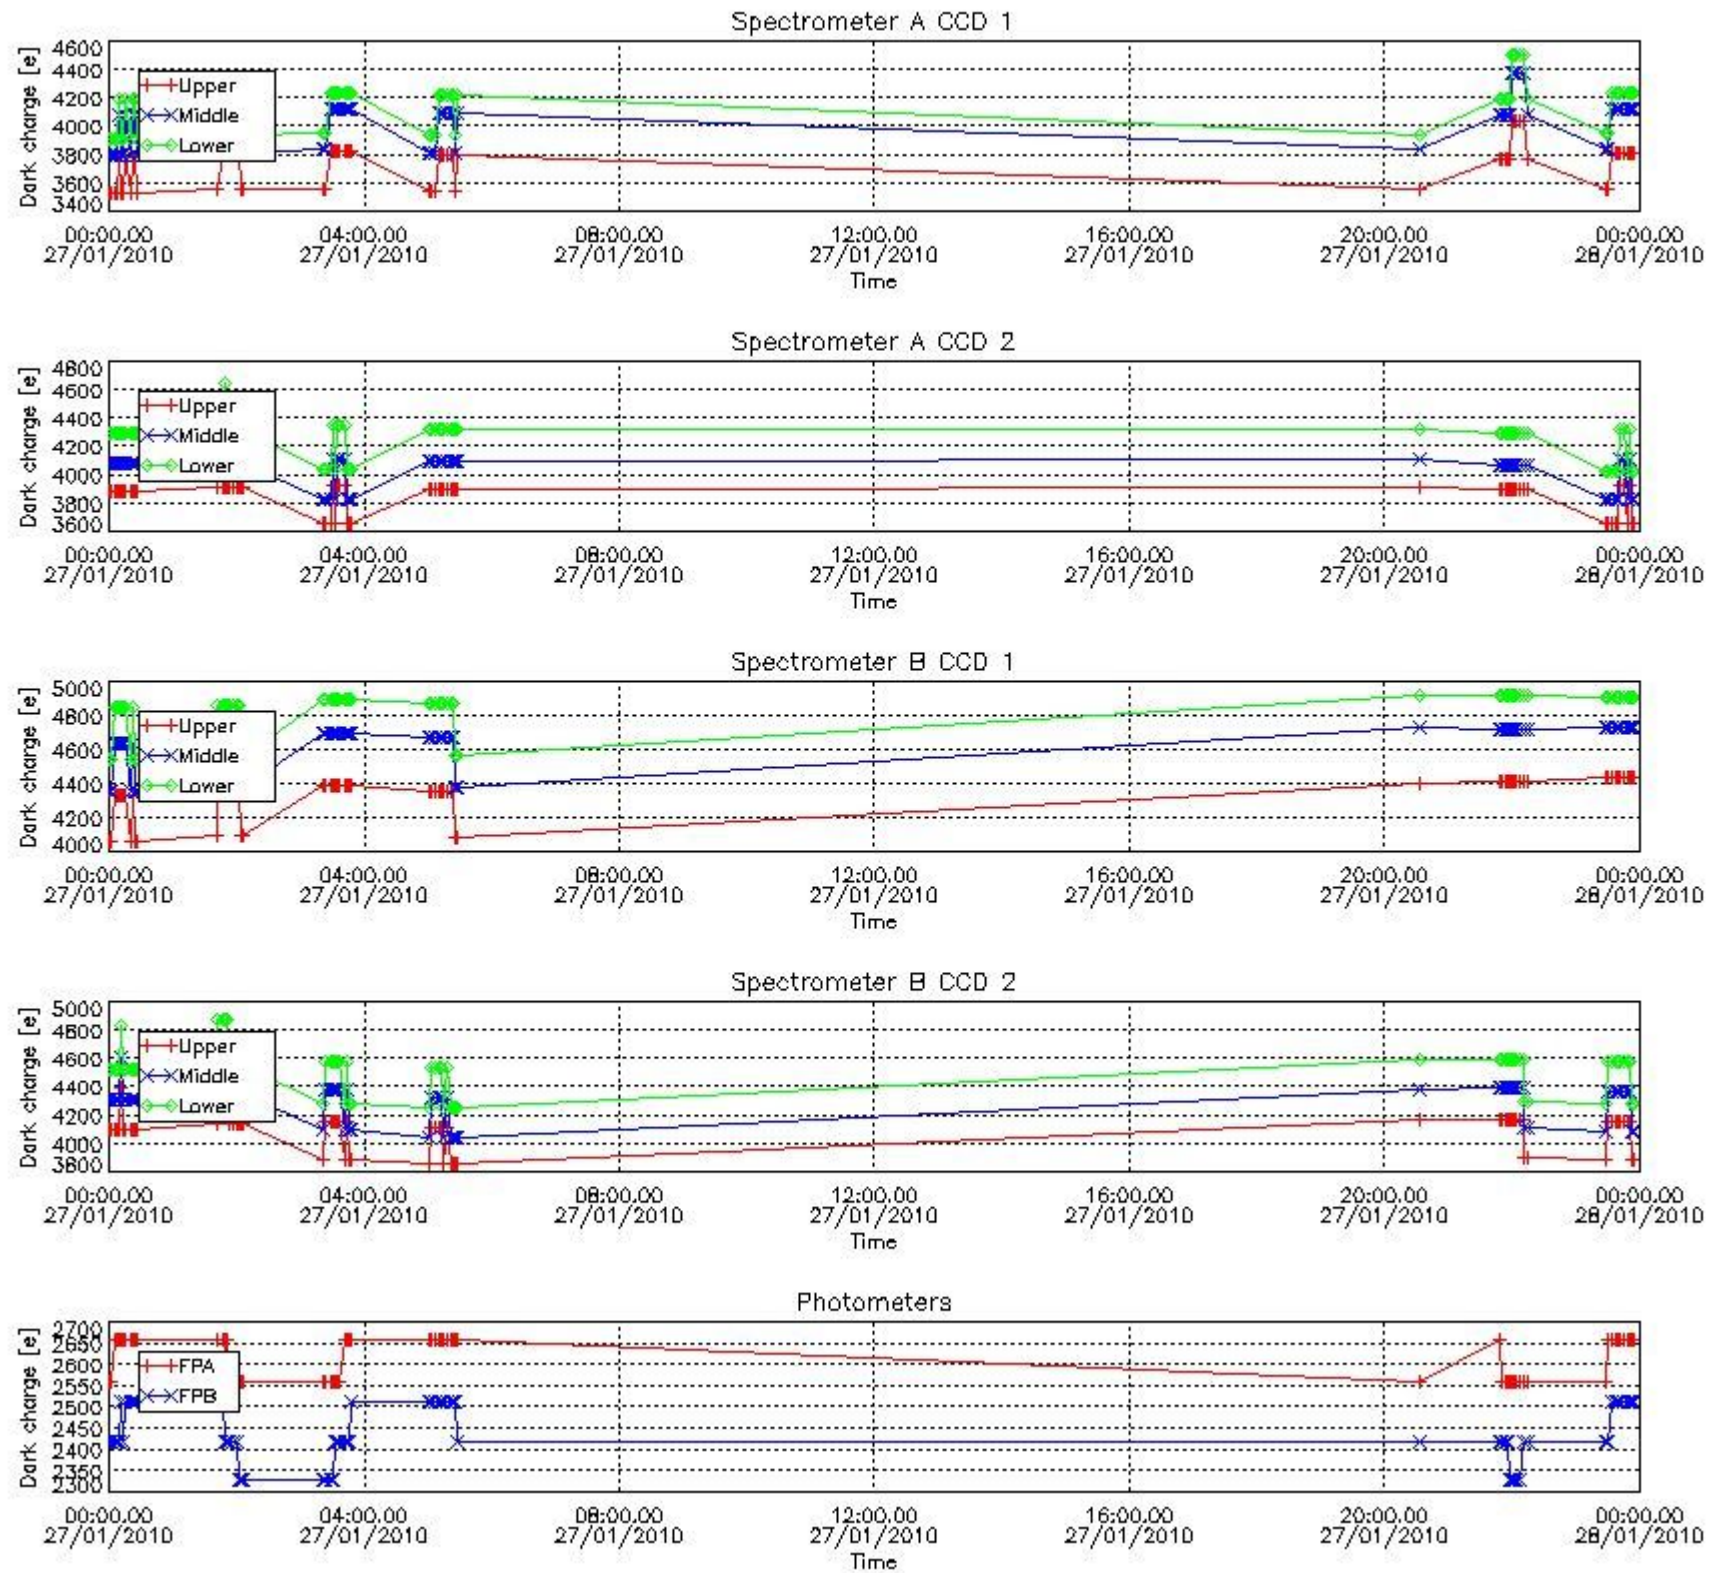 Spectrometer A CCD 1
Dark charge [e]
4600
4400
4200
4000
3800
3600
3400
Upper
Middle
Lower
00:00.00 04:00.00 08:00.00 12:00.00 16:00.00 20:00.00 00:00.00
27/01/2010 27/01/2010 27/01/2010 27/01/2010 27/01/2010 27/01/2010 28/01/2010
Time
Spectrometer A CCD 2
Dark charge [e]
4800
4600
4400
4200
4000
3800
3600
Upper
Middle
Lower
00:00.00 04:00.00 08:00.00 12:00.00 16:00.00 20:00.00 00:00.00
27/01/2010 27/01/2010 27/01/2010 27/01/2010 27/01/2010 27/01/2010 28/01/2010
Time
Spectrometer B CCD 1
Dark charge [e]
5000
4800
4600
4400
4200
4000
Upper
Middle
Lower
00:00.00 04:00.00 08:00.00 12:00.00 16:00.00 20:00.00 00:00.00
27/01/2010 27/01/2010 27/01/2010 27/01/2010 27/01/2010 27/01/2010 28/01/2010
Time
Spectrometer B CCD 2
Dark charge [e]
5000
4800
4600
4400
4200
4000
3800
Upper
Middle
Lower
00:00.00 04:00.00 08:00.00 12:00.00 16:00.00 20:00.00 00:00.00
27/01/2010 27/01/2010 27/01/2010 27/01/2010 27/01/2010 27/01/2010 28/01/2010
Time
Photometers
Dark charge [e]
2700
2650
2600
2550
2500
2450
2400
2350
2300
FPA
FPB
00:00.00 04:00.00 08:00.00 12:00.00 16:00.00 20:00.00 00:00.00
27/01/2010 27/01/2010 27/01/2010 27/01/2010 27/01/2010 27/01/2010 28/01/2010
Time